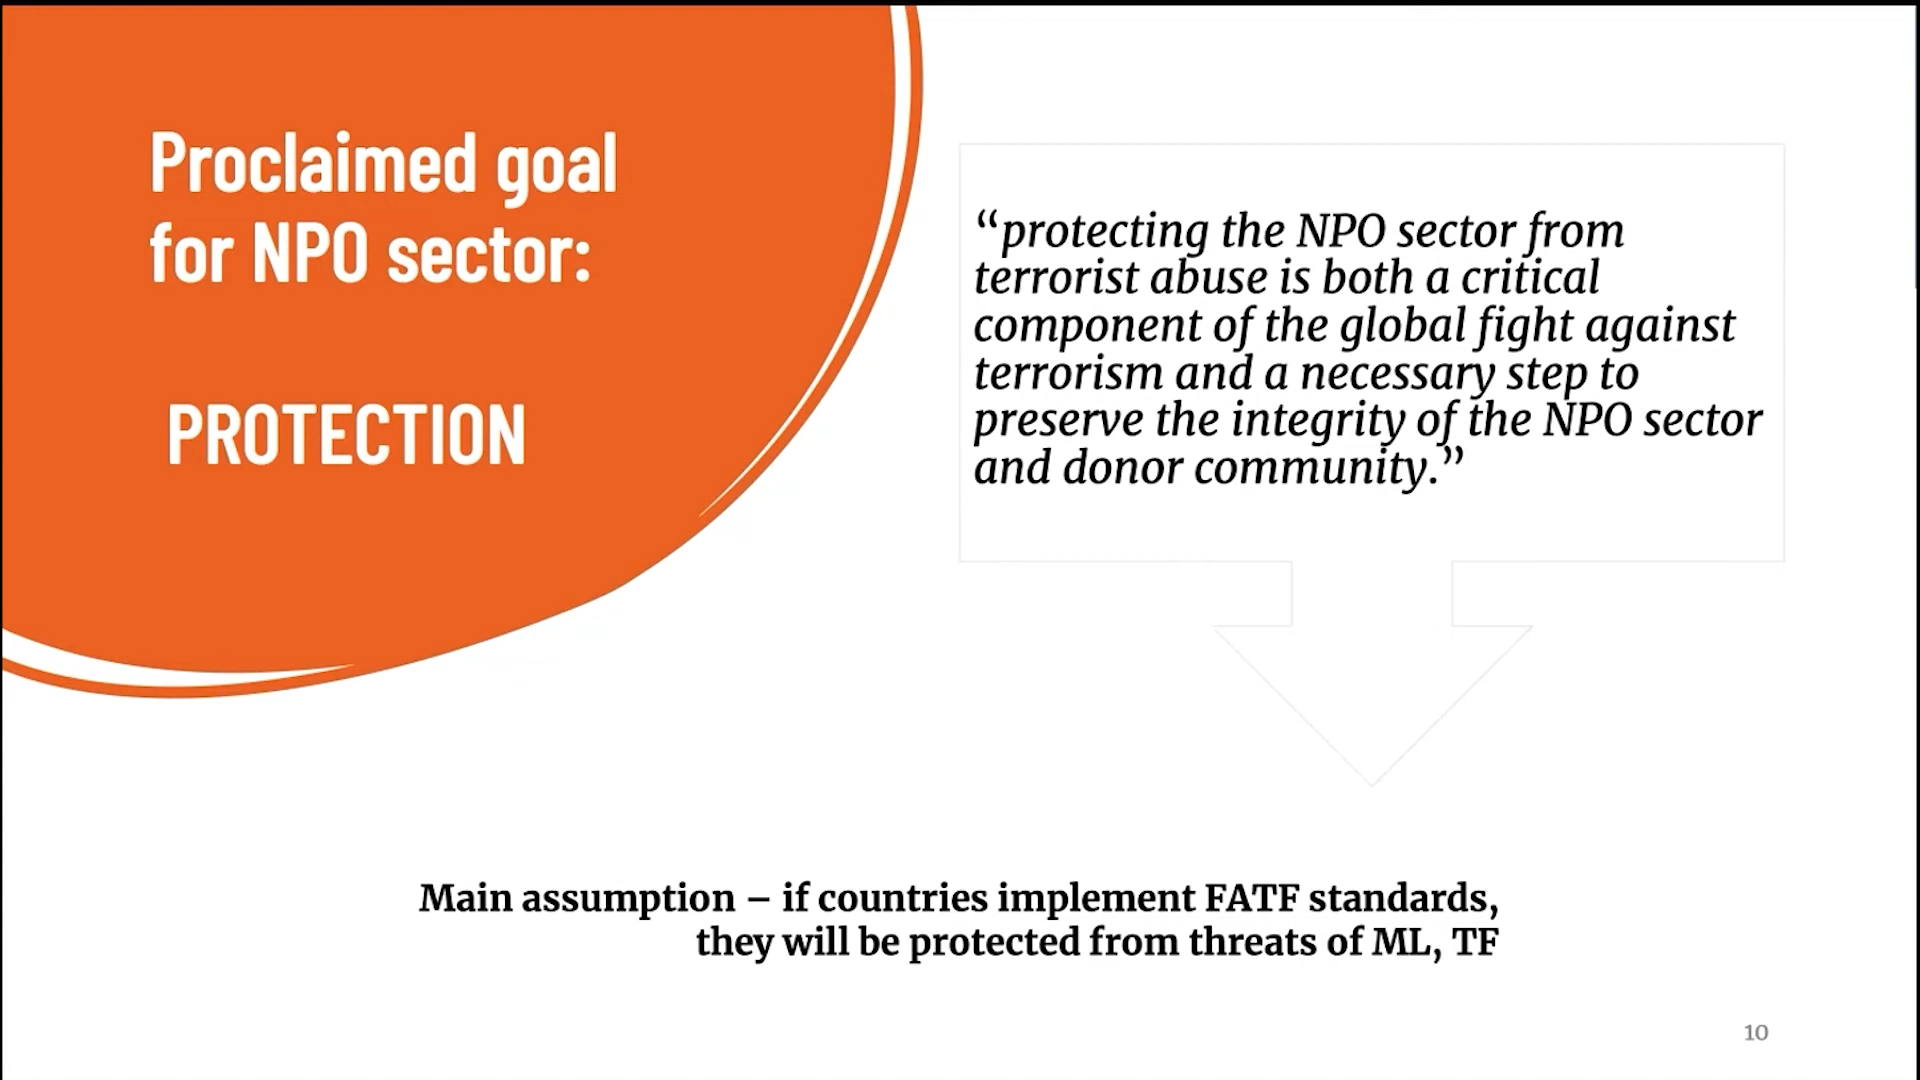 Proclaimed goal
for NPO sector:
PROTECTION
“protecting the NPO sector from
terrorist abuse is both a critical
component of the global fight against
terrorism and a necessary step to
preserve the integrity of the NPO sector
and donor community.”
Main assumption – if countries implement FATF standards,
they will be protected from threats of ML, TF
10